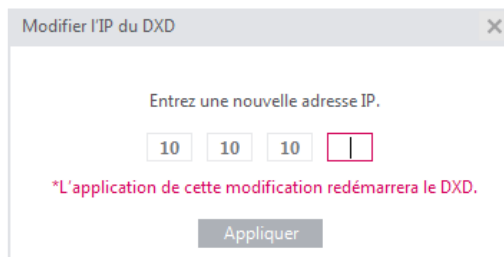 Modifier l'IP du DXD
Entrez une nouvelle adresse IP.
10 10 10
*L'application de cette modification redémarrera le DXD.
Appliquer